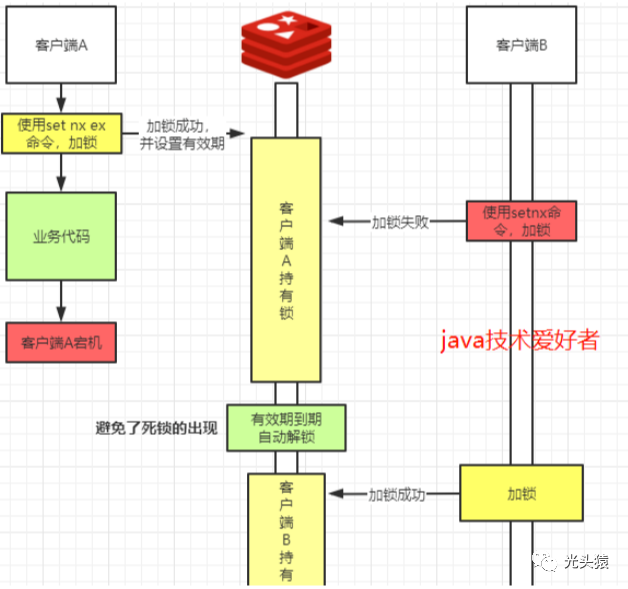 客户端A
客户端B
使用set nx ex
命令，加锁
加锁成功，
并设置有效期
业务代码
客户端A宕机
客
户
端
A
持
有
锁
加锁失败
使用setnx命
令，加锁
java技术爱好者
避免了死锁的出现
有效期到期
自动解锁
客
户
端
B
持
有
加锁成功
加锁
光头猿